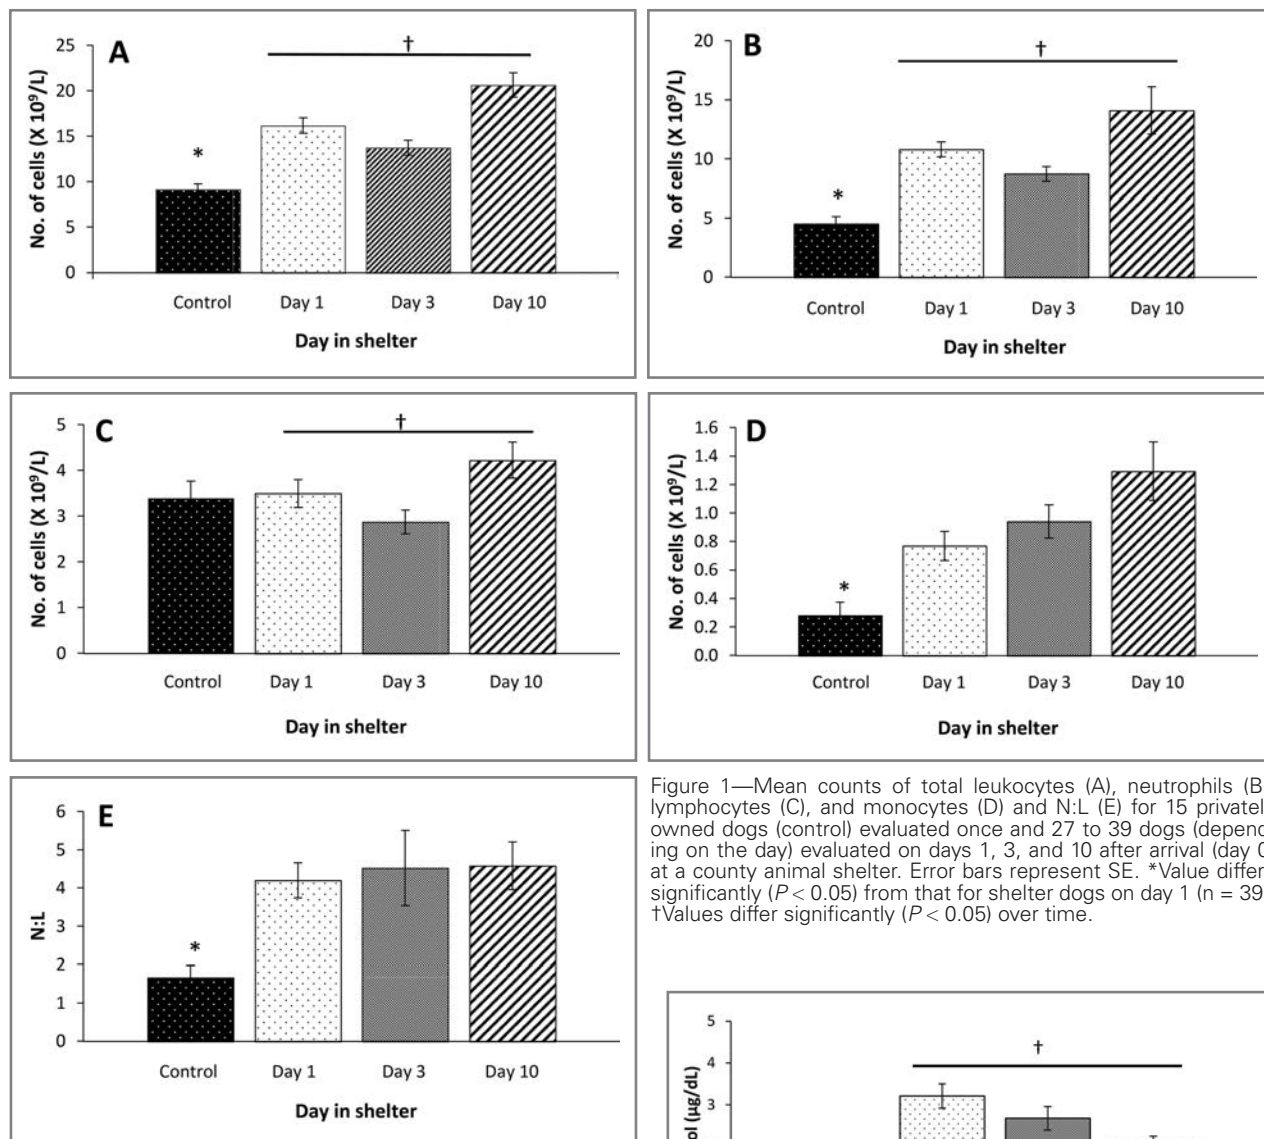 A
†
25
20
15
10
5
0
*
No. of cells (X 10⁹/L)
Control Day 1 Day 3 Day 10
Day in shelter
B
†
20
15
10
5
0
*
No. of cells (X 10⁹/L)
Control Day 1 Day 3 Day 10
Day in shelter
C
†
5
4
3
2
1
0
No. of cells (X 10⁹/L)
Control Day 1 Day 3 Day 10
Day in shelter
D
1.6
1.4
1.2
1.0
0.8
0.6
0.4
0.2
0.0
*
No. of cells (X 10⁹/L)
Control Day 1 Day 3 Day 10
Day in shelter
E
6
5
4
3
2
1
0
*
N:L
Control Day 1 Day 3 Day 10
Day in shelter
Figure 1—Mean counts of total leukocytes (A), neutrophils (B
lymphocytes (C), and monocytes (D) and N:L (E) for 15 privatel
owned dogs (control) evaluated once and 27 to 39 dogs (depend
ing on the day) evaluated on days 1, 3, and 10 after arrival (day 0
at a county animal shelter. Error bars represent SE. *Value differ
significantly (P < 0.05) from that for shelter dogs on day 1 (n = 39
†Values differ significantly (P < 0.05) over time.
†
5
4
3
ol (µg/dL)